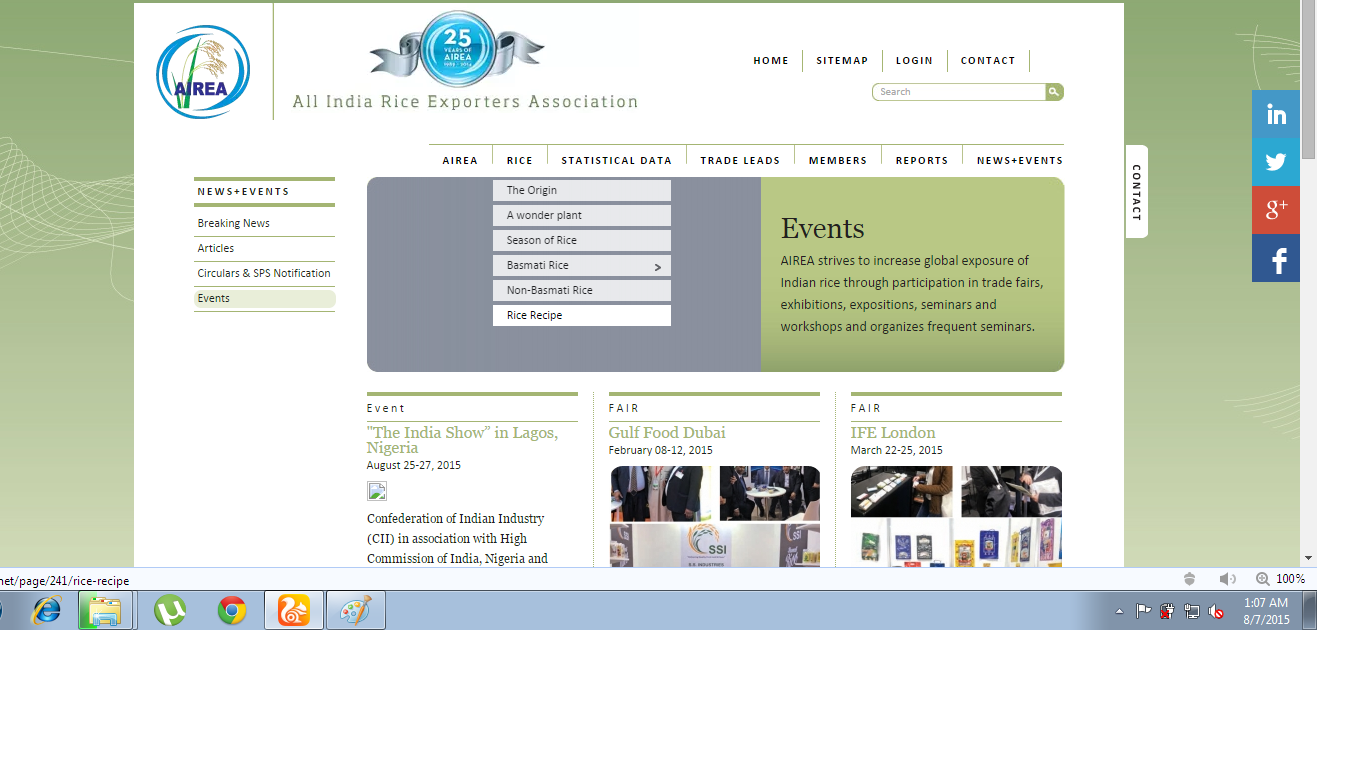 AIREA
25
YEARS OF
AIREA
All India Rice Exporters Association
HOME
SITEMAP
LOGIN
CONTACT
Search
AIREA
RICE
STATISTICAL DATA
TRADE LEADS
MEMBERS
REPORTS
NEWS+EVENTS
in
g+
f
CONTACT
NEWS+EVENTS
Breaking News
Articles
Circulars & SPS Notification
Events
The Origin
A wonder plant
Season of Rice
Basmati Rice >
Non-Basmati Rice
Rice Recipe
Events
AIREA strives to increase global exposure of
Indian rice through participation in trade fairs,
exhibitions, expositions, seminars and
workshops and organizes frequent seminars.
Event
"The India Show" in Lagos,
Nigeria
August 25-27, 2015
Confederation of Indian Industry
(CII) in association with High
Commission of India, Nigeria and
FAIR
Gulf Food Dubai
February 08-12, 2015
SSI
FAIR
IFE London
March 22-25, 2015
net/page/241/rice-recipe
100%
1:07 AM
8/7/2015